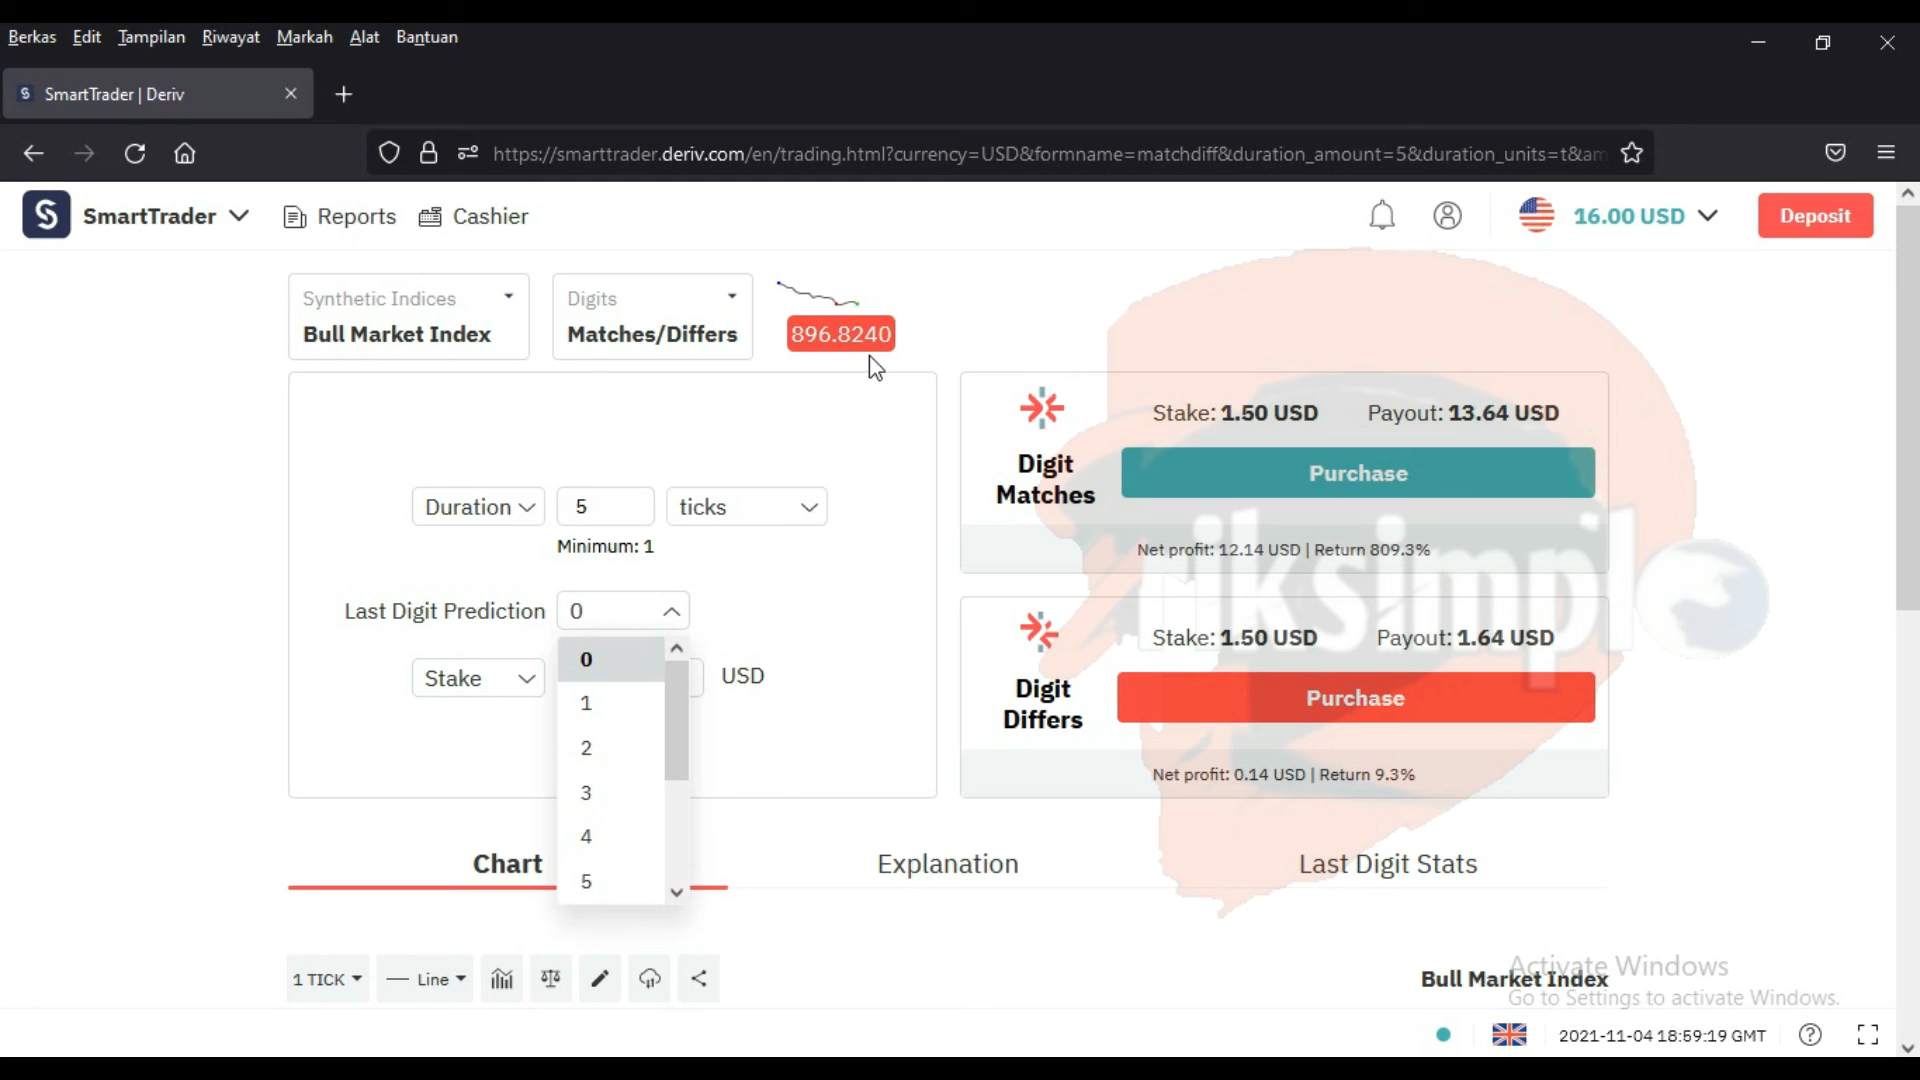 Berkas Edit Tampilan Riwayat Markah Alat Bantuan
SmartTrader | Deriv
https://smarttrader.deriv.com/en/trading.html?currency=USD&formname=matchdiff&duration_amount=5&duration_units=t&am
SmartTrader Reports Cashier 16.00 USD Deposit
Synthetic Indices
Bull Market Index
Digits
Matches/Differs
896.8240
Duration 5 ticks
Minimum: 1
Last Digit Prediction 0
0
1
2
3
4
5
Stake USD
Digit
Matches
Stake: 1.50 USD Payout: 13.64 USD
Purchase
Net profit: 12.14 USD | Return 809.3%
Digit
Differs
Stake: 1.50 USD Payout: 1.64 USD
Purchase
Net profit: 0.14 USD | Return 9.3%
Chart Explanation Last Digit Stats
1 TICK Line
Bull Market Index
Activate Windows
Go to Settings to activate Windows.
2021-11-04 18:59:19 GMT